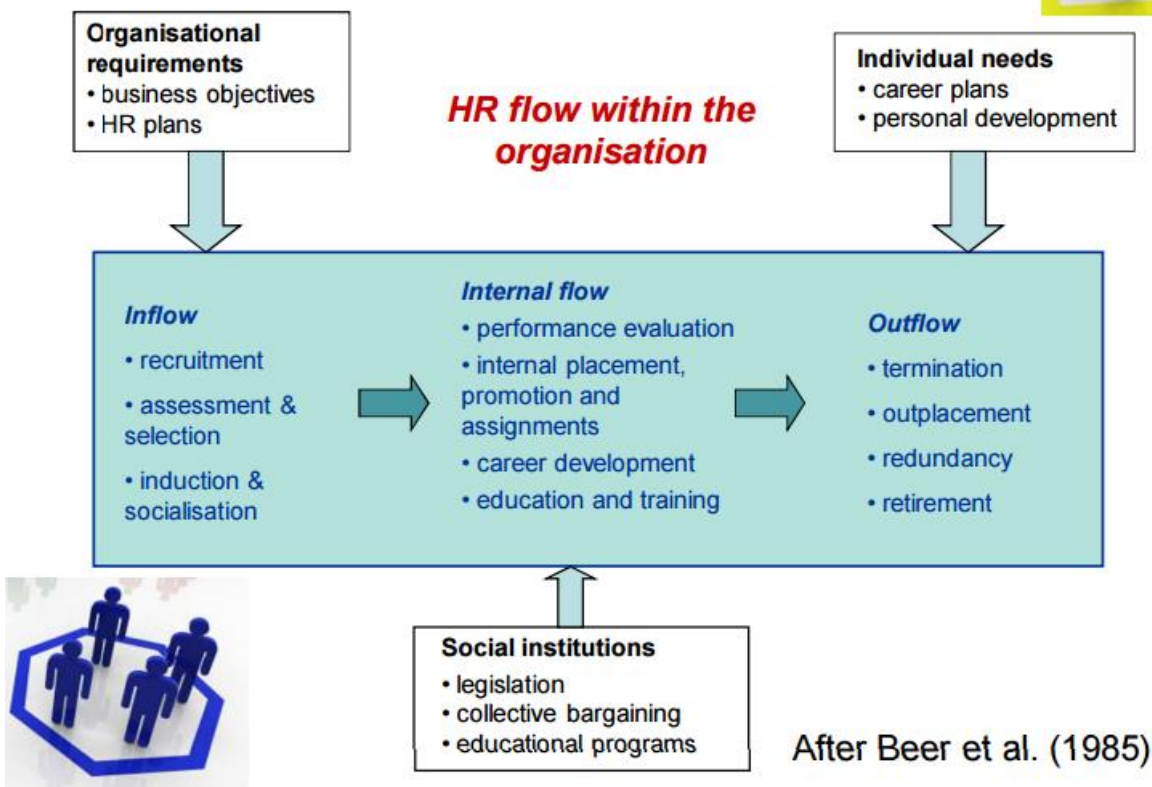 Organisational
requirements
• business objectives
• HR plans
HR flow within the
organisation
Individual needs
• career plans
• personal development
Inflow
• recruitment
• assessment &
selection
• induction &
socialisation
Internal flow
• performance evaluation
• internal placement,
promotion and
assignments
• career development
• education and training
Outflow
• termination
• outplacement
• redundancy
• retirement
Social institutions
• legislation
• collective bargaining
• educational programs
After Beer et al. (1985)